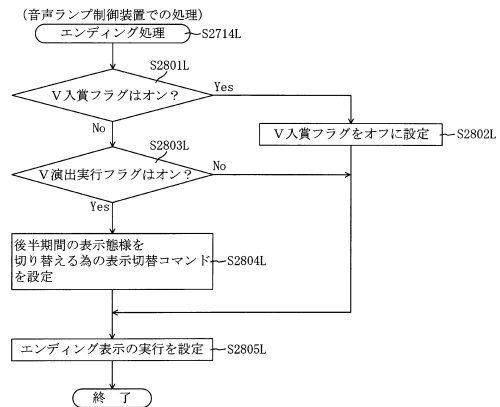 (音声ランプ制御装置での処理)
エンディング処理
S2714L
S2801L
V入賞フラグはオン?
Yes
No
V入賞フラグをオフに設定
S2802L
S2803L
V演出実行フラグはオン?
No
Yes
後半期間の表示態様を
切り替える為の表示切替コマンド
を設定
S2804L
エンディング表示の実行を設定
S2805L
終 了